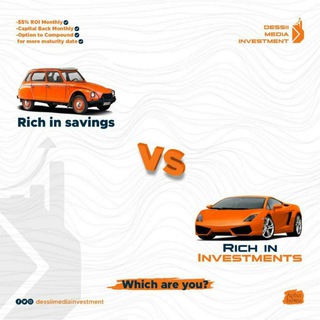 -55% ROI Monthly
-Capital Back Monthly
-Option to Compound
for more maturity date
DESSII
MEDIA
INVESTMENT
Rich in savings
VS
RICH IN
INVESTMENTS
Which are you?
dessiimediainvestment